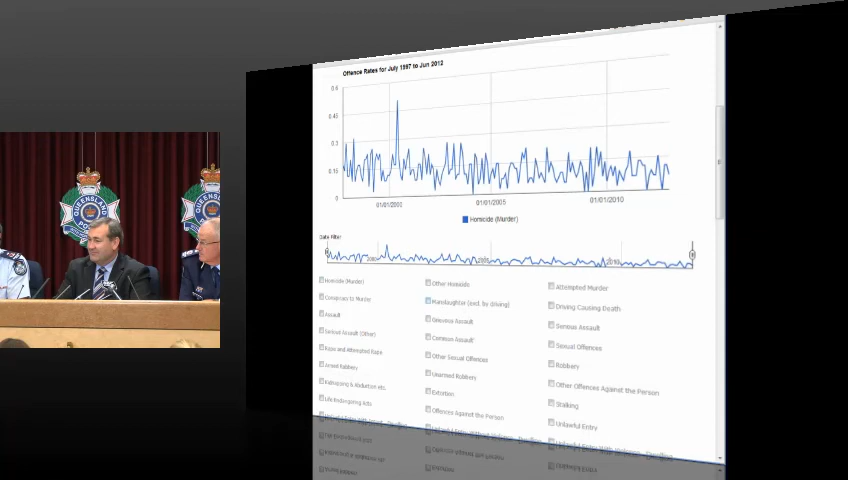 Offence Rates for July 1997 to Jun 2012
0.6
0.45
0.3
0.15
0
01/01/2000
01/01/2005
01/01/2010
Homicide (Murder)
Date Filter
2005
2010
Homicide (Murder)
Other Homicide
Attempted Murder
Conspiracy to Murder
Manslaughter (excl. by driving)
Driving Causing Death
Assault
Grievous Assault
Serious Assault
Serious Assault (Other)
Common Assault
Sexual Offences
Rape and Attempted Rape
Other Sexual Offences
Robbery
Armed Robbery
Unarmed Robbery
Other Offences Against the Person
Kidnapping & Abduction etc.
Extortion
Stalking
Life Endangering Acts
Offences Against the Person
Unlawful Entry
QUEENSLAND
QUEENSLAND